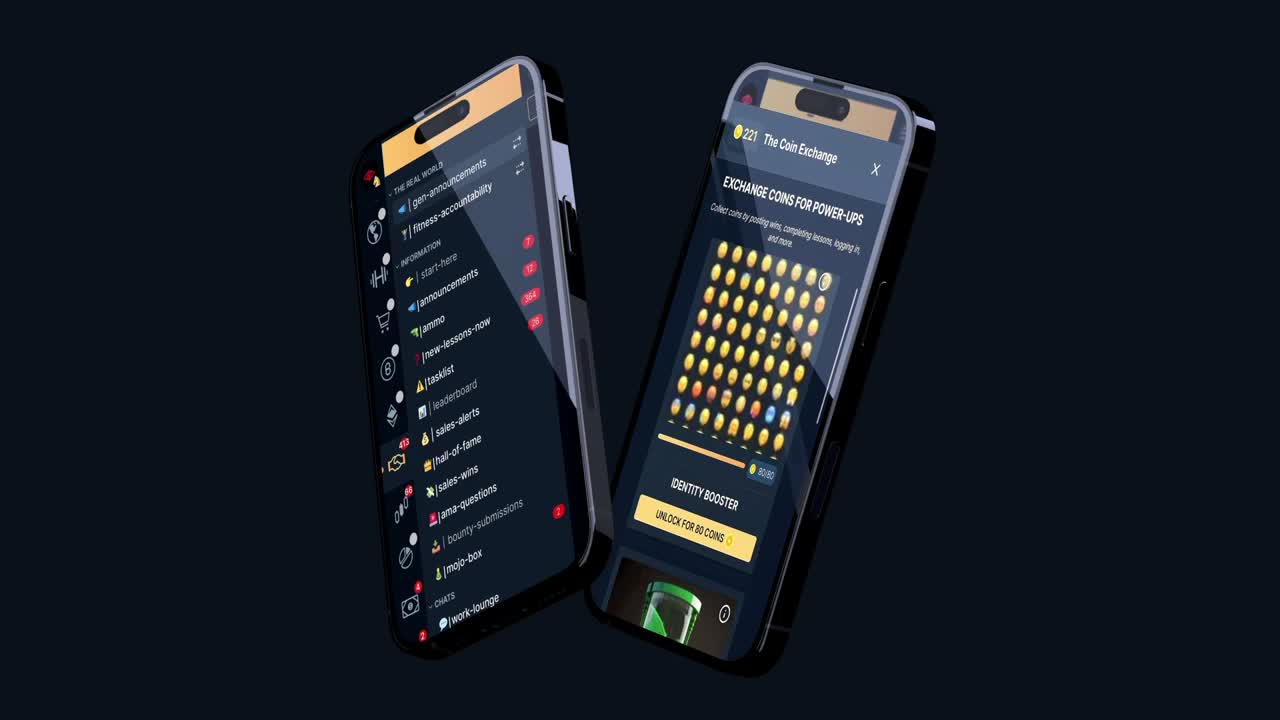 THE REAL WORLD
| gen-announcements
| fitness-accountability
INFORMATION
| start-here
7
|announcements
12
|ammo
364
|new-lessons-now
26
|tasklist
| leaderboard
| sales-alerts
|hall-of-fame
|sales-wins
|ama-questions
| bounty-submissions
2
|mojo-box
CHATS
|work-lounge
413
66
4
2
221 The Coin Exchange X
EXCHANGE COINS FOR POWER-UPS
Collect coins by posting wins, completing lessons, logging in,
and more.
80/80
IDENTITY BOOSTER
UNLOCK FOR 80 COINS